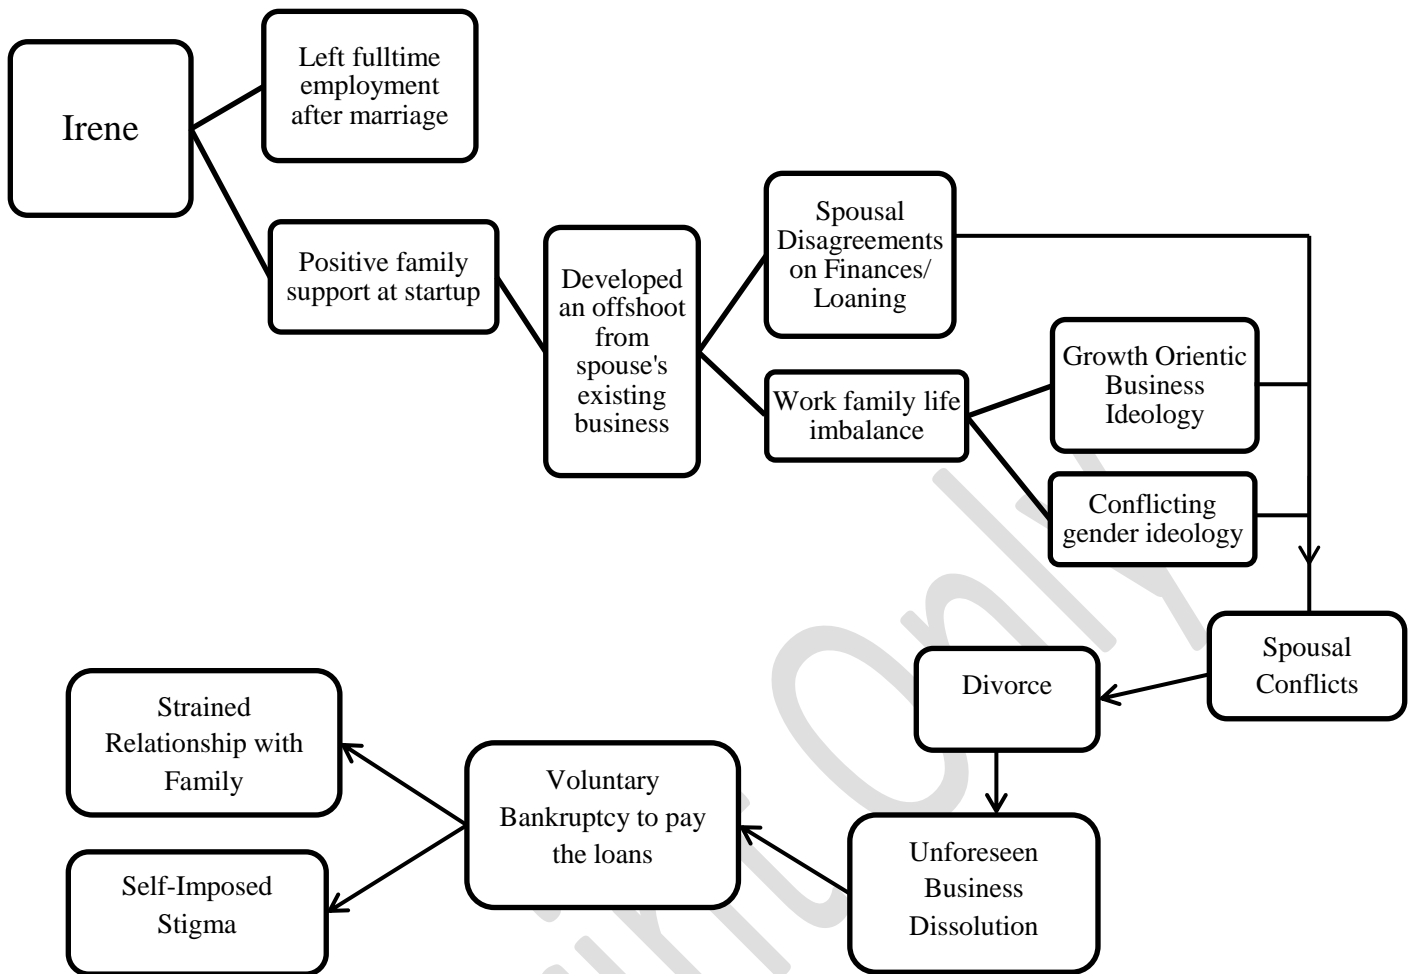 Irene
Left fulltime
employment
after marriage
Positive family
support at startup
Developed
an offshoot
from
spouse's
existing
business
Spousal
Disagreements
on Finances/
Loaning
Work family life
imbalance
Growth Orientic
Business
Ideology
Conflicting
gender ideology
Spousal
Conflicts
Divorce
Unforeseen
Business
Dissolution
Voluntary
Bankruptcy to pay
the loans
Strained
Relationship with
Family
Self-Imposed
Stigma
Only